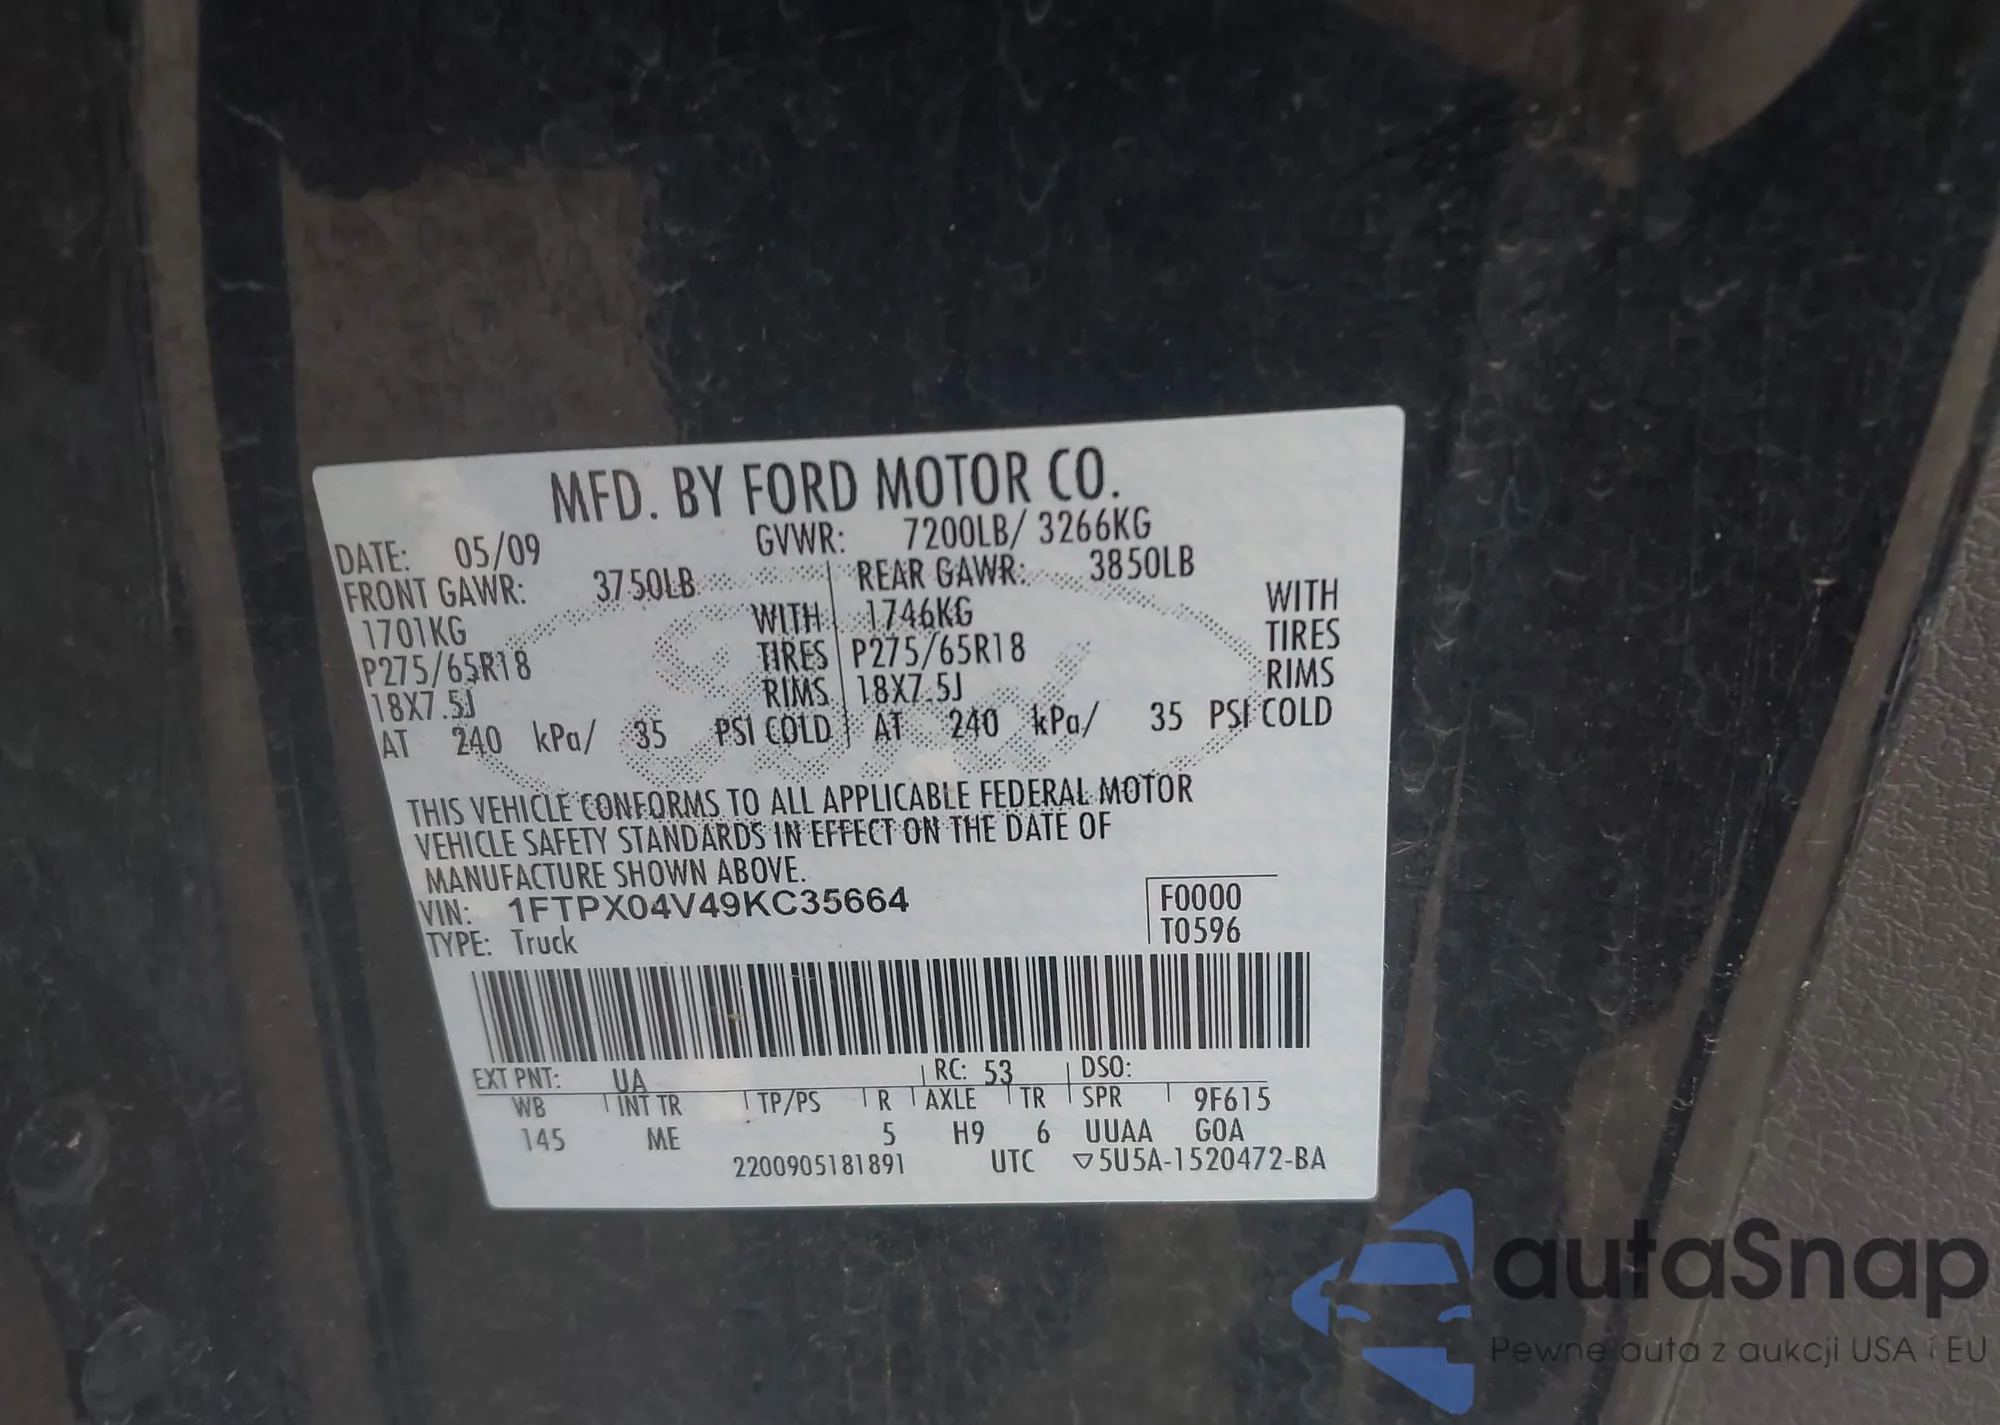 MFD. BY FORD MOTOR CO.
DATE: 05/09 GVWR: 7200LB/ 3266KG
FRONT GAWR: 3750LB REAR GAWR: 3850LB
1701KG WITH 1746KG WITH
P275/65R18 TIRES P275/65R18 TIRES
18X7.5J RIMS 18X7.5J RIMS
AT 240 kPa/ 35 PSI COLD AT 240 kPa/ 35 PSI COLD
THIS VEHICLE CONFORMS TO ALL APPLICABLE FEDERAL MOTOR
VEHICLE SAFETY STANDARDS IN EFFECT ON THE DATE OF
MANUFACTURE SHOWN ABOVE.
VIN: 1FTPX04V49KC35664 F0000
TYPE: Truck T0596
EXT PNT: UA RC: 53 DSO:
WB INT TR TP/PS R AXLE TR SPR 9F615
145 ME 5 H9 6 UUAA GOA
2200905181891 UTC ▽5U5A-1520472-BA
autaSnap
Pewne auta z aukcji USA i EU